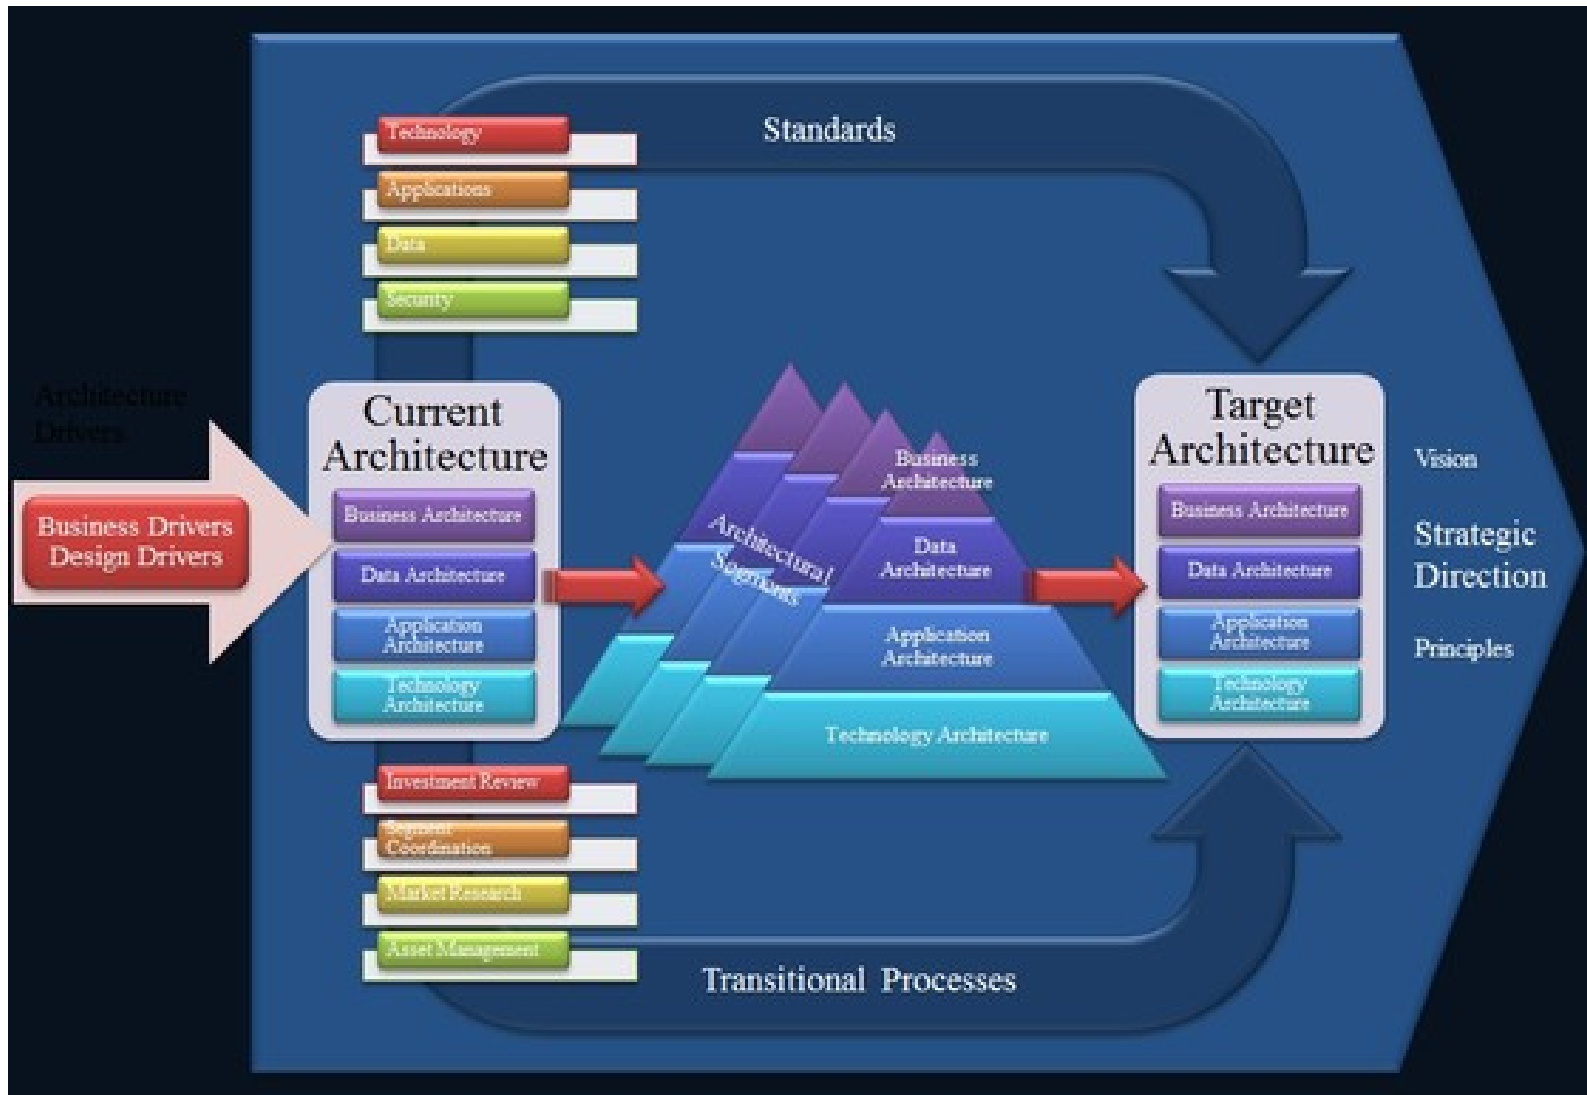 Standards
Technology
Applications
Data
Security
Architecture
Drivers
Business Drivers
Design Drivers
Current
Architecture
Business Architecture
Data Architecture
Application
Architecture
Technology
Architecture
Architectural
Segments
Business
Architecture
Data
Architecture
Application
Architecture
Technology Architecture
Target
Architecture
Business Architecture
Data Architecture
Application
Architecture
Technology
Architecture
Vision
Strategic
Direction
Principles
Investment Review
Segment
Coordination
Market Research
Asset Management
Transitional Processes